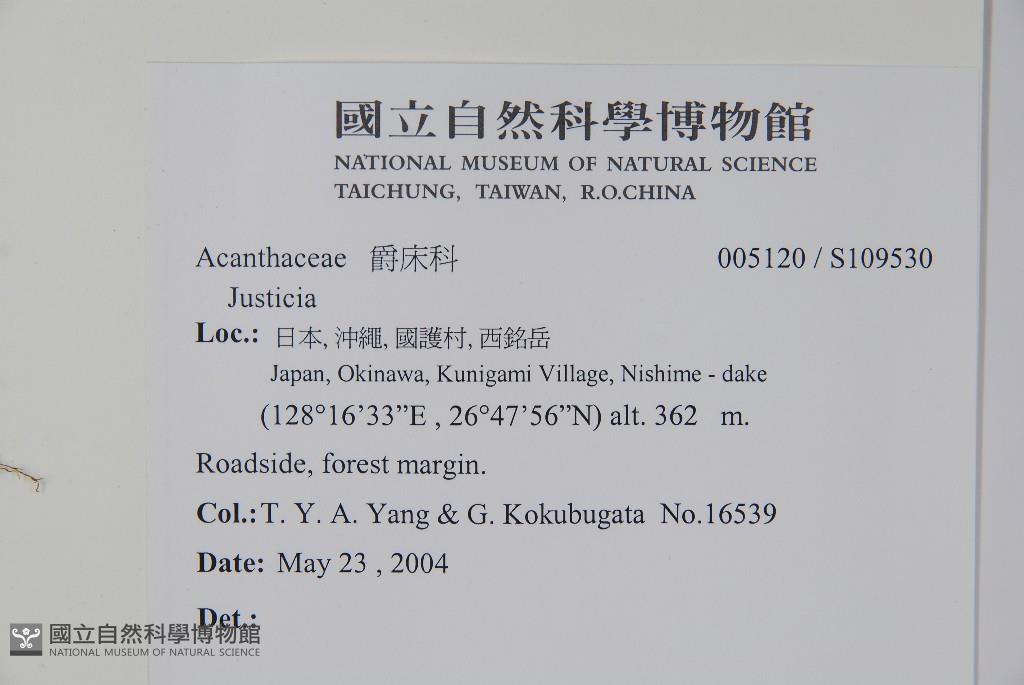 國立自然科學博物館
NATIONAL MUSEUM OF NATURAL SCIENCE
TAICHUNG, TAIWAN, R.O.CHINA
Acanthaceae 爵床科 005120 / S109530
Justicia
Loc.: 日本, 沖繩, 國護村, 西銘岳
Japan, Okinawa, Kunigami Village, Nishime - dake
(128°16’33”E , 26°47’56”N) alt. 362 m.
Roadside, forest margin.
Col.: T. Y. A. Yang & G. Kokubugata No.16539
Date: May 23 , 2004
Det.:
國立自然科學博物館
NATIONAL MUSEUM OF NATURAL SCIENCE